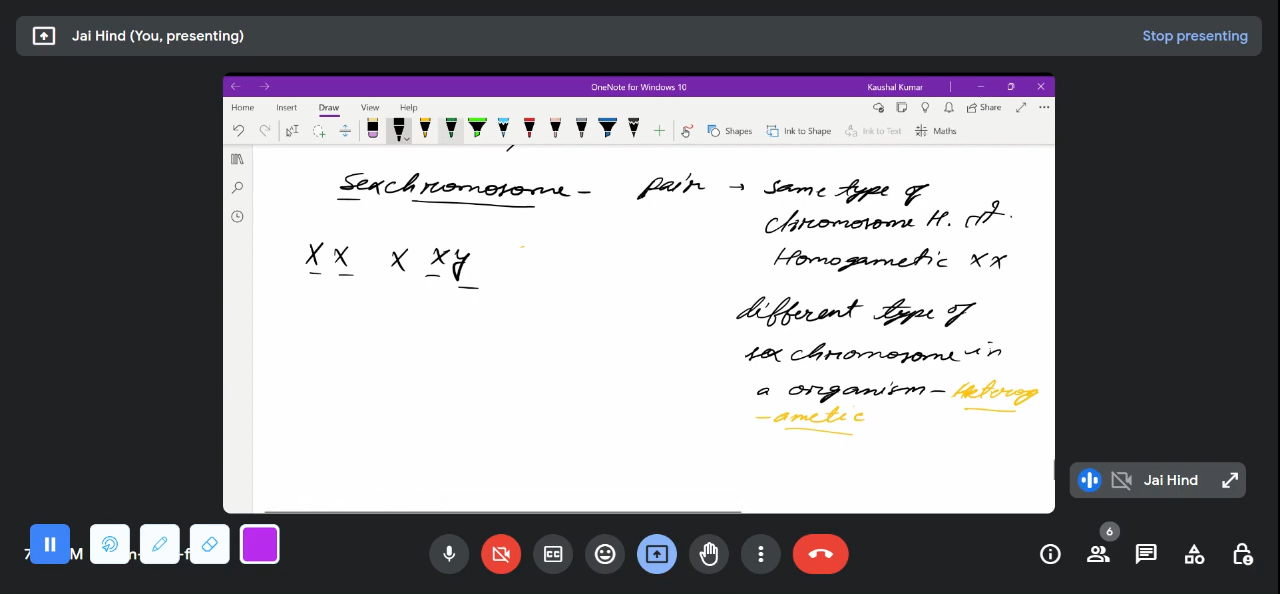 Jai Hind (You, presenting)
Stop presenting
OneNote for Windows 10
Kaushal Kumar
Home Insert Draw View Help
Share
Shapes Ink to Shape Ink to Text Maths
Sexchromosome - pair → same type of
chromosome H.
Homogametic xx
X X X xy
different type of
sex chromosome in
a organism - Heterog
-ametic
Jai Hind
6